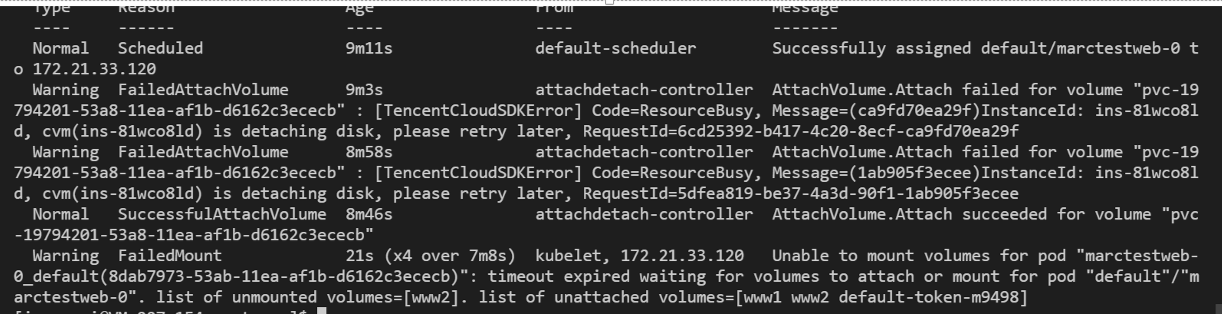 Type     Reason                  Age                From                     Message
  ----     ------                  ----               ----                     -------
  Normal   Scheduled               9m11s              default-scheduler        Successfully assigned default/marctestweb-0 t
o 172.21.33.120
  Warning  FailedAttachVolume      9m3s               attachdetach-controller  AttachVolume.Attach failed for volume "pvc-19
794201-53a8-11ea-af1b-d6162c3ececb" : [TencentCloudSDKError] Code=ResourceBusy, Message=(ca9fd70ea29f)InstanceId: ins-81wco8l
d, cvm(ins-81wco8ld) is detaching disk, please retry later, RequestId=6cd25392-b417-4c20-8ecf-ca9fd70ea29f
  Warning  FailedAttachVolume      8m58s              attachdetach-controller  AttachVolume.Attach failed for volume "pvc-19
794201-53a8-11ea-af1b-d6162c3ececb" : [TencentCloudSDKError] Code=ResourceBusy, Message=(1ab905f3ecee)InstanceId: ins-81wco8l
d, cvm(ins-81wco8ld) is detaching disk, please retry later, RequestId=5dfea819-be37-4a3d-90f1-1ab905f3ecee
  Normal   SuccessfulAttachVolume  8m46s              attachdetach-controller  AttachVolume.Attach succeeded for volume "pvc
-19794201-53a8-11ea-af1b-d6162c3ececb"
  Warning  FailedMount             21s (x4 over 7m8s)  kubelet, 172.21.33.120   Unable to mount volumes for pod "marctestweb-
0_default(8dab7973-53ab-11ea-af1b-d6162c3ececb)": timeout expired waiting for volumes to attach or mount for pod "default"/"m
arctestweb-0". list of unmounted volumes=[www2]. list of unattached volumes=[www1 www2 default-token-m9498]